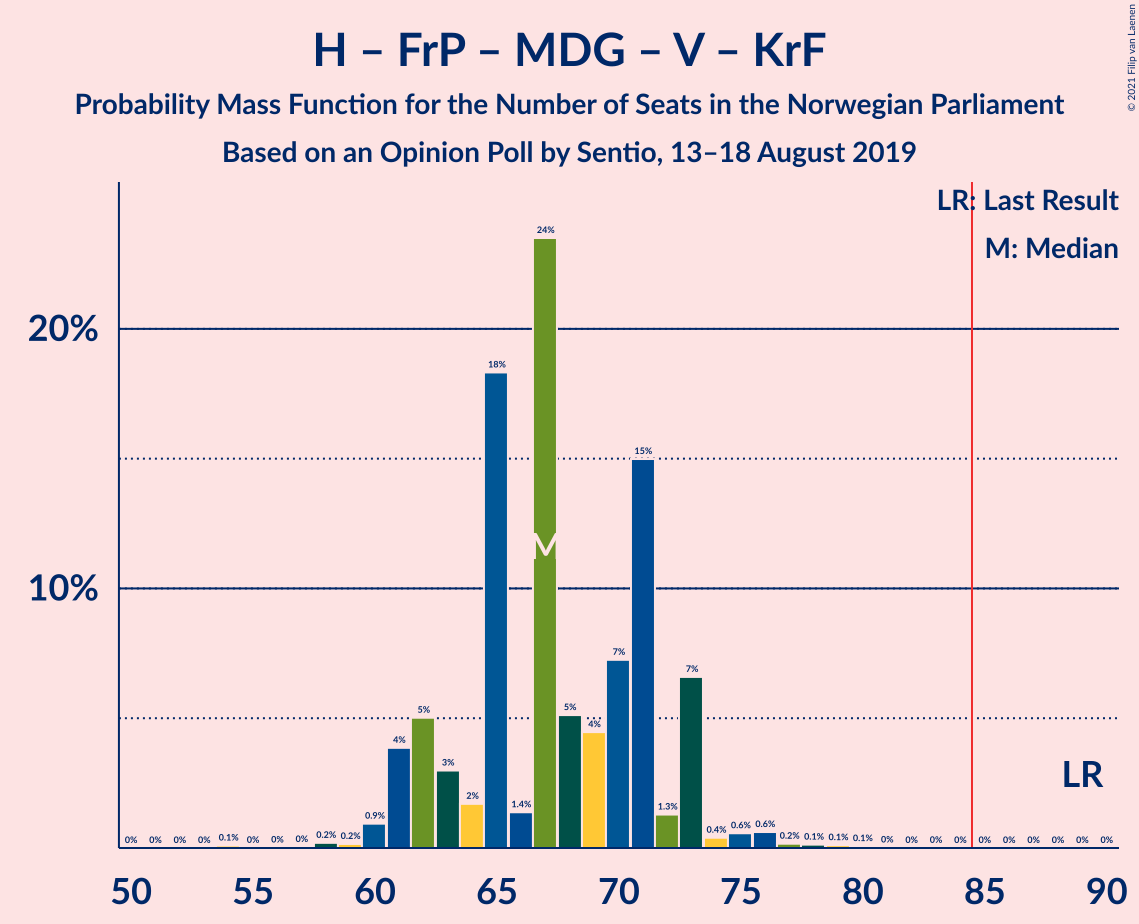 H – FrP – MDG – V – KrF
Probability Mass Function for the Number of Seats in the Norwegian Parliament
Based on an Opinion Poll by Sentio, 13–18 August 2019
© 2021 Filip van Laenen
LR: Last Result
M: Median
20%
10%
0% 0% 0% 0% 0.1% 0% 0% 0% 0.2% 0.2% 0.9% 4% 5% 3% 2% 18% 1.4% 24% 5% 4% 7% 15% 1.3% 7% 0.4% 0.6% 0.6% 0.2% 0.1% 0.1% 0.1% 0% 0% 0% 0% 0% 0% 0% 0% 0% 0%
M
LR
50 55 60 65 70 75 80 85 90